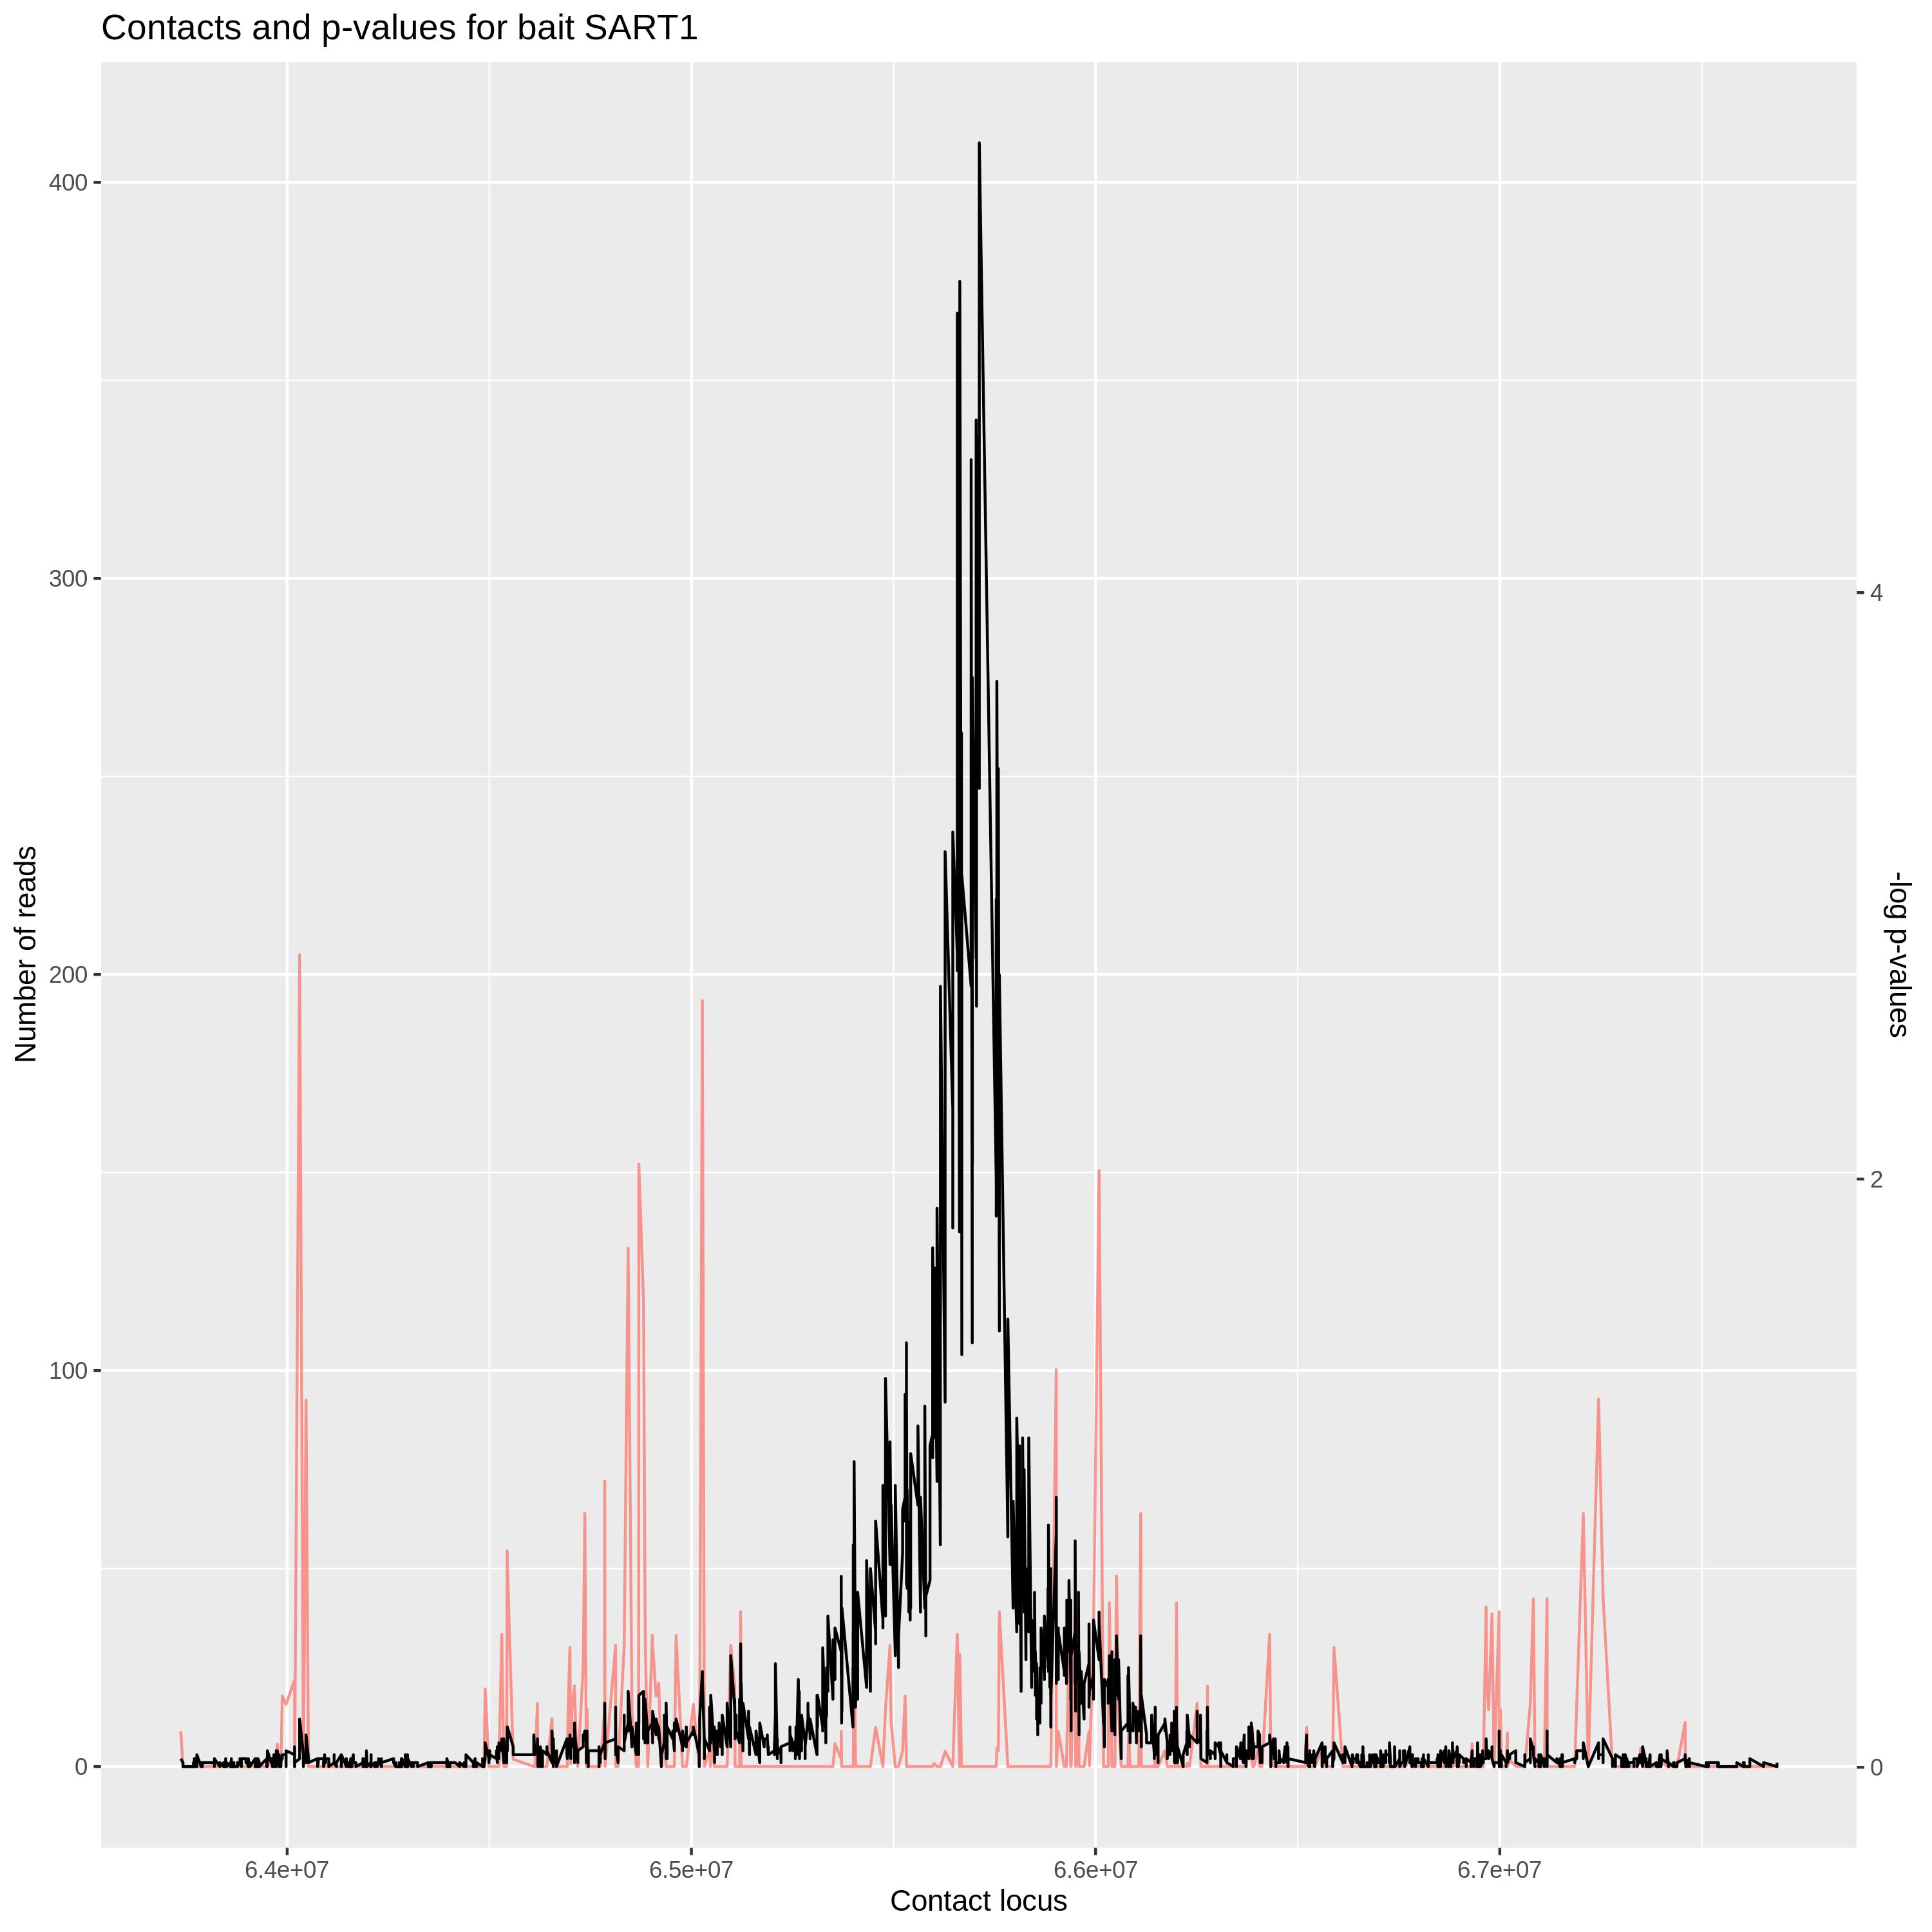 Contacts and p-values for bait SART1
400
300
200
100
0
4
2
0
Number of reads
-log p-values
6.4e+07 6.5e+07 6.6e+07 6.7e+07
Contact locus